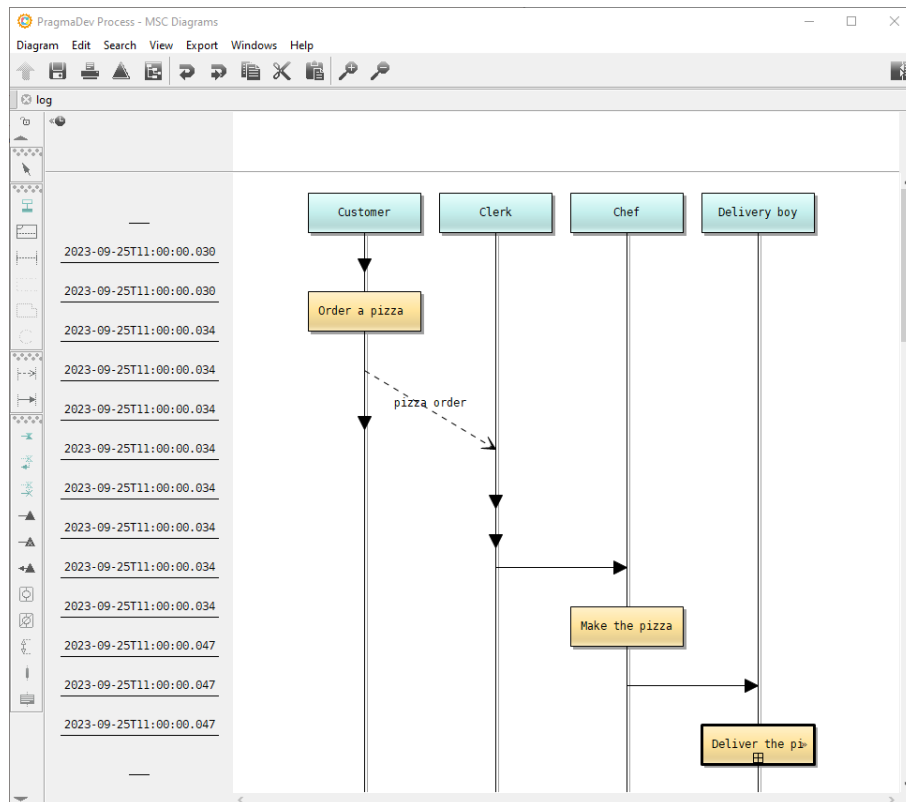 PragmaDev Process - MSC Diagrams
Diagram Edit Search View Export Windows Help
log
Customer Clerk Chef Delivery boy
2023-09-25T11:00:00.030
2023-09-25T11:00:00.030
Order a pizza
2023-09-25T11:00:00.034
2023-09-25T11:00:00.034
pizza order
2023-09-25T11:00:00.034
2023-09-25T11:00:00.034
2023-09-25T11:00:00.034
2023-09-25T11:00:00.034
2023-09-25T11:00:00.034
2023-09-25T11:00:00.034
Make the pizza
2023-09-25T11:00:00.047
2023-09-25T11:00:00.047
2023-09-25T11:00:00.047
Deliver the pi